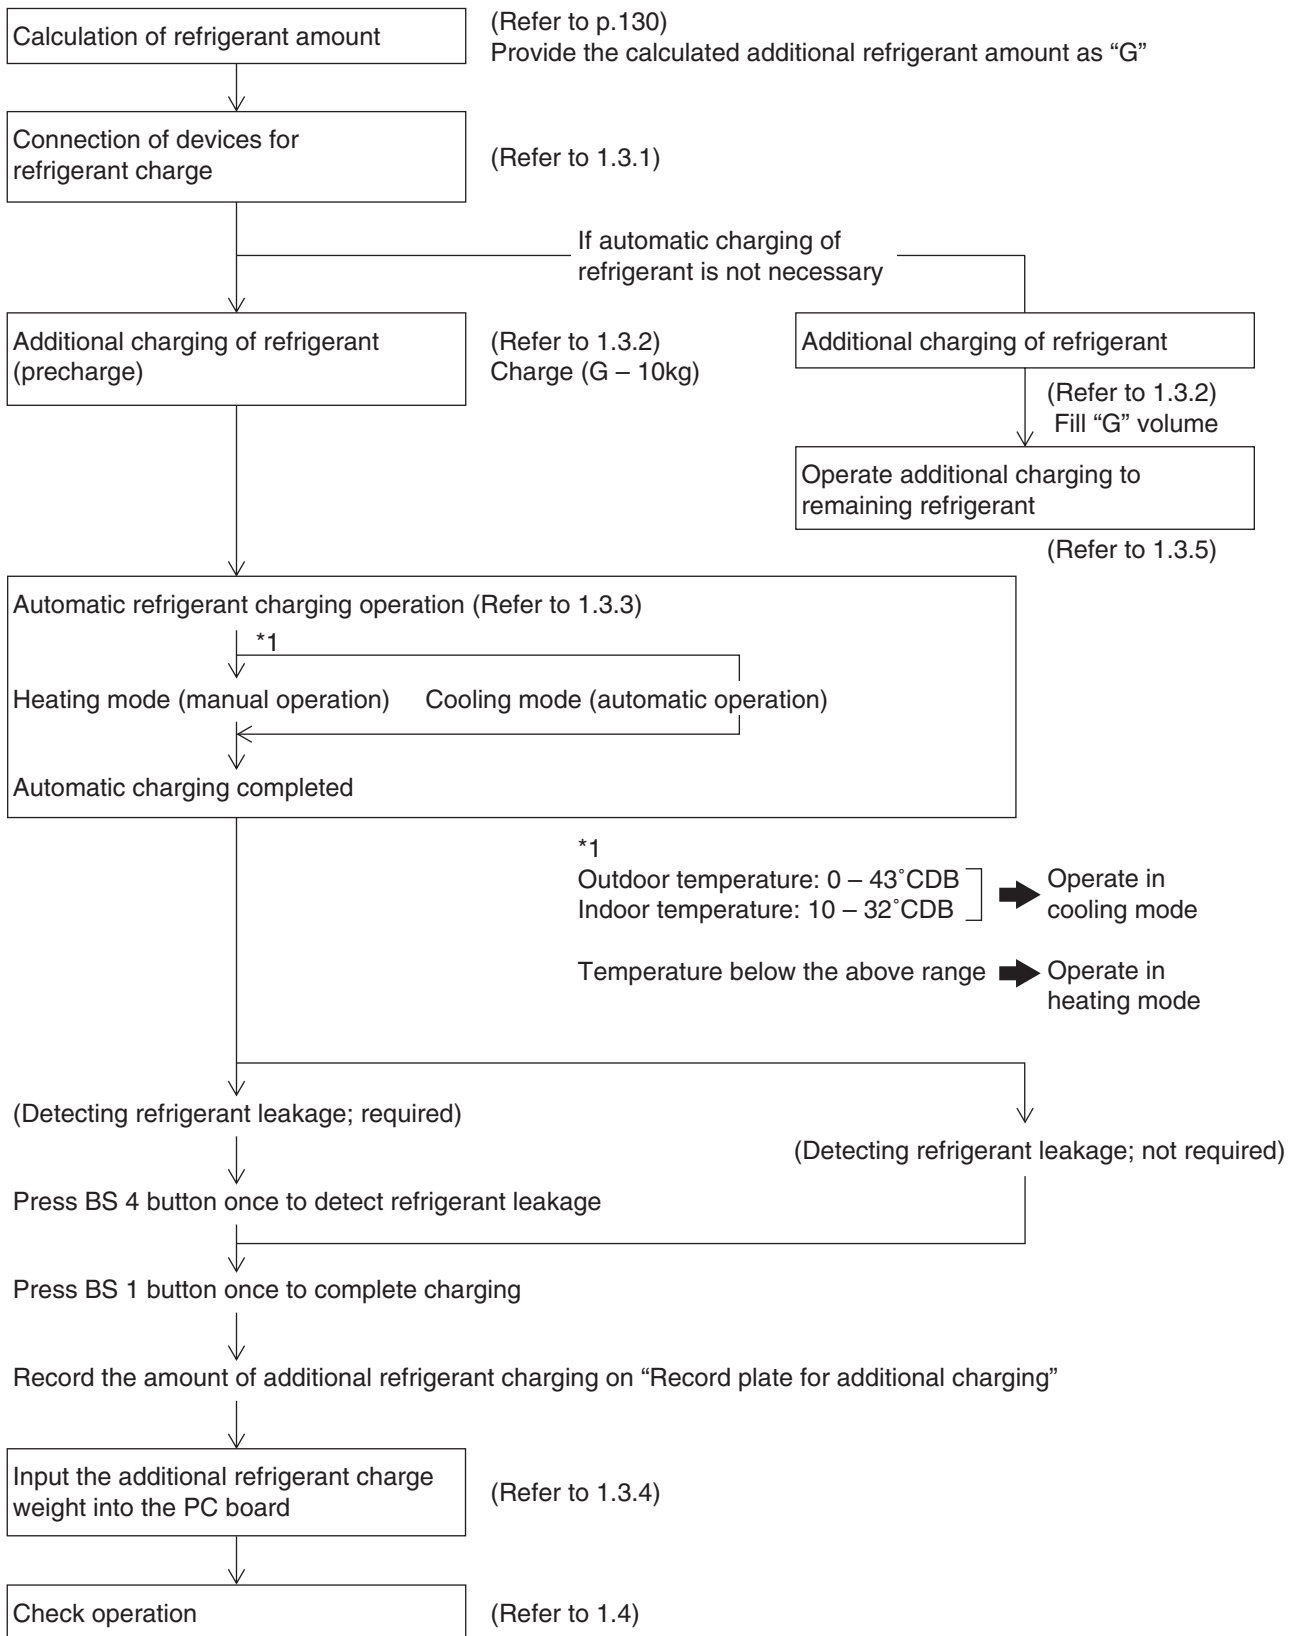 Calculation of refrigerant amount
(Refer to p.130)
Provide the calculated additional refrigerant amount as “G”
Connection of devices for
refrigerant charge
(Refer to 1.3.1)
If automatic charging of
refrigerant is not necessary
Additional charging of refrigerant
(precharge)
(Refer to 1.3.2)
Charge (G – 10kg)
Additional charging of refrigerant
(Refer to 1.3.2)
Fill “G” volume
Operate additional charging to
remaining refrigerant
(Refer to 1.3.5)
Automatic refrigerant charging operation (Refer to 1.3.3)
*1
Heating mode (manual operation)
Cooling mode (automatic operation)
Automatic charging completed
*1
Outdoor temperature: 0 – 43˚CDB
Indoor temperature: 10 – 32˚CDB
Operate in
cooling mode
Temperature below the above range
Operate in
heating mode
(Detecting refrigerant leakage; required)
(Detecting refrigerant leakage; not required)
Press BS 4 button once to detect refrigerant leakage
Press BS 1 button once to complete charging
Record the amount of additional refrigerant charging on “Record plate for additional charging”
Input the additional refrigerant charge
weight into the PC board
(Refer to 1.3.4)
Check operation
(Refer to 1.4)